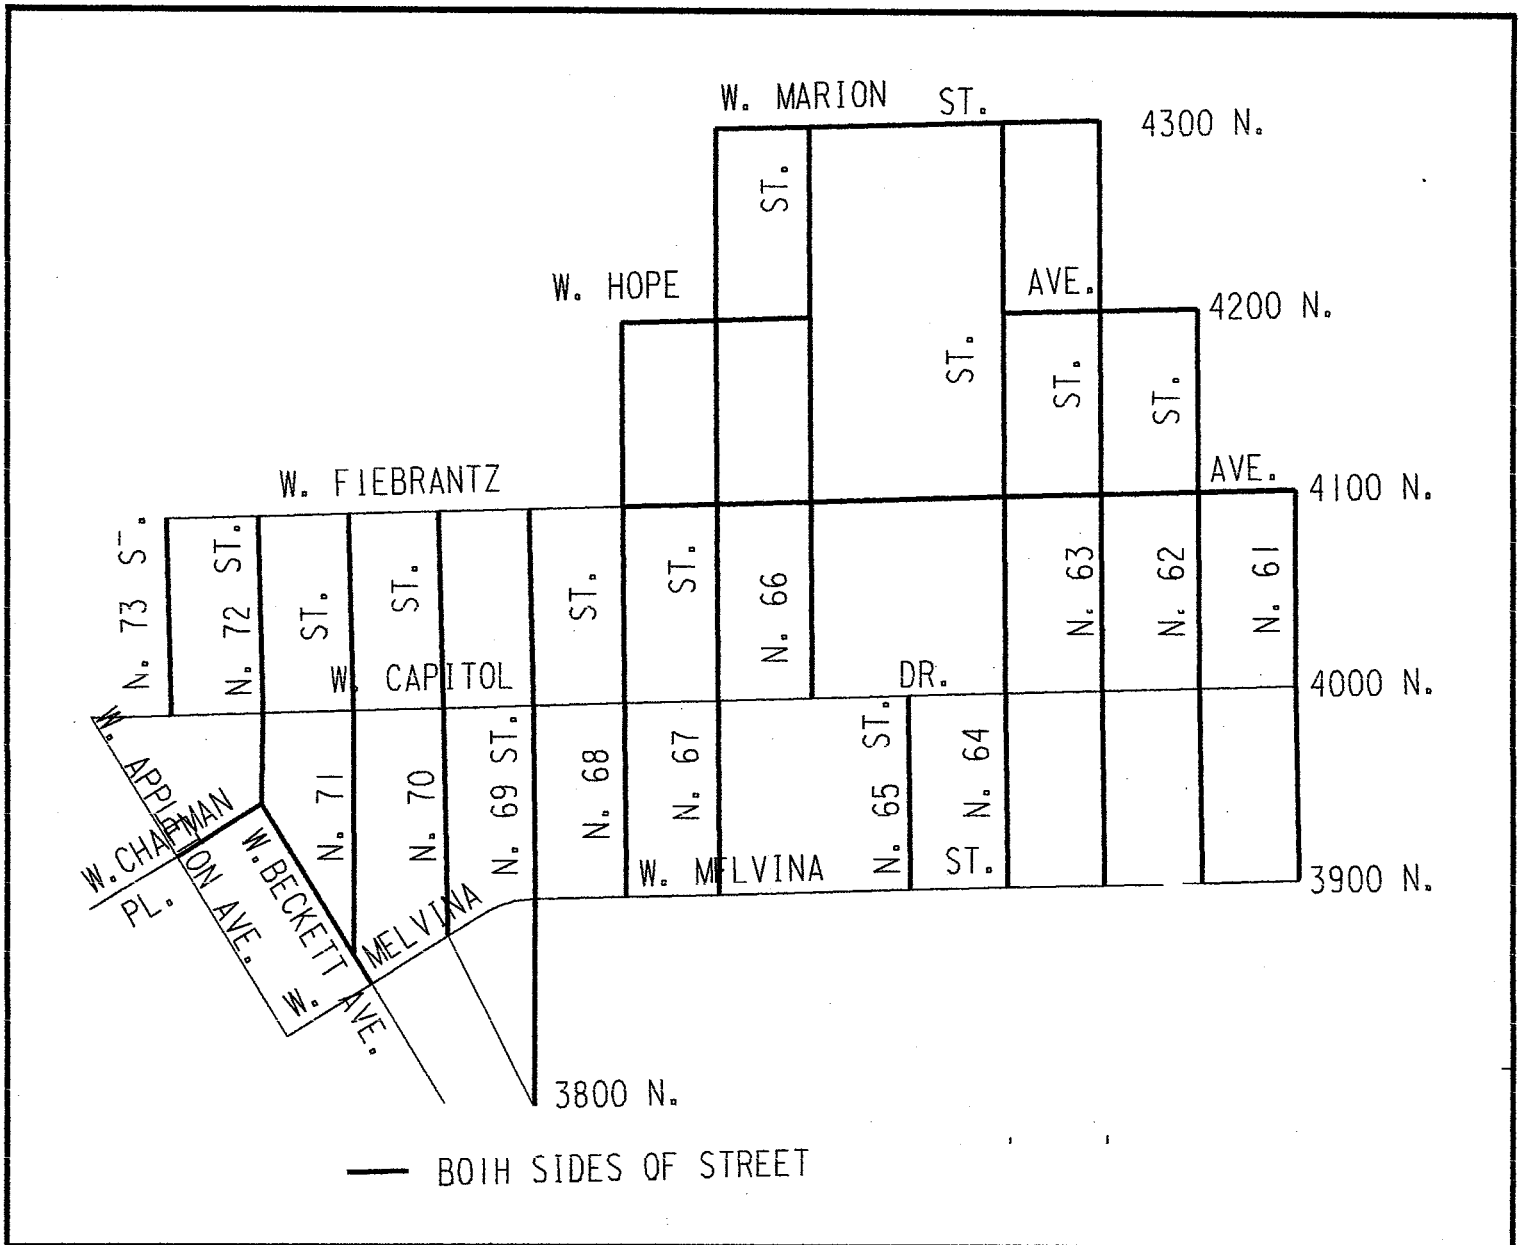 W. MARION ST.
4300 N.
ST.
W. HOPE AVE.
4200 N.
ST.
ST.
ST.
W. FIEBRANTZ AVE.
4100 N.
N. 73 ST.
N. 72 ST.
ST.
ST.
ST.
ST.
N. 66
N. 63
N. 62
N. 61
W. CAPITOL DR.
4000 N.
W. APPLETON AVE.
W. CHAPMAN PL.
W. BECKETT AVE.
N. 71
N. 70
N. 69 ST.
N. 68
N. 67
N. 65 ST.
N. 64
W. MELVINA ST.
3900 N.
W. MELVINA
3800 N.
BOTH SIDES OF STREET